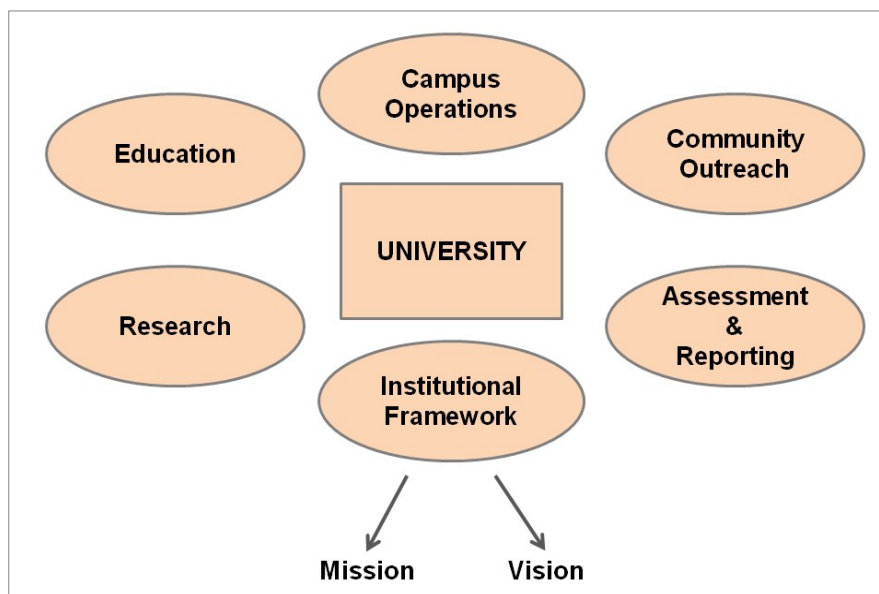 Campus
Operations
Education
Community
Outreach
UNIVERSITY
Research
Assessment
&
Reporting
Institutional
Framework
Mission
Vision